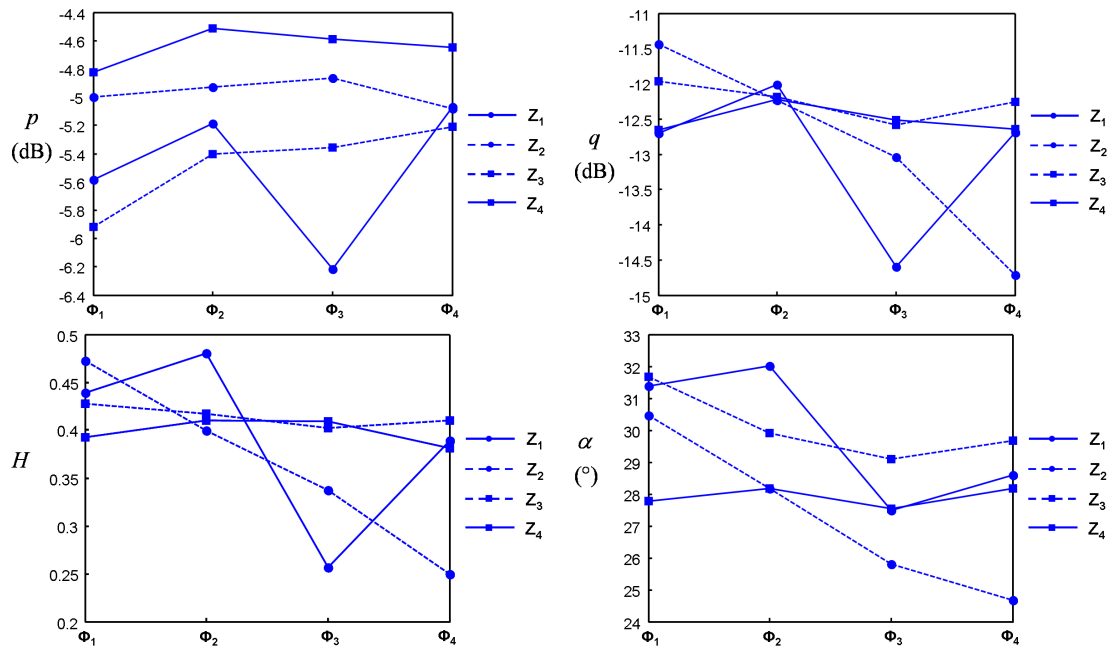 -4.4
-4.6
-4.8
-5
-5.2
-5.4
-5.6
-5.8
-6
-6.2
-6.4
p
(dB)
Φ1 Φ2 Φ3 Φ4
Z1
Z2
Z3
Z4
-11
-11.5
-12
-12.5
-13
-13.5
-14
-14.5
-15
q
(dB)
Φ1 Φ2 Φ3 Φ4
Z1
Z2
Z3
Z4
0.5
0.45
0.4
0.35
0.3
0.25
0.2
H
Φ1 Φ2 Φ3 Φ4
Z1
Z2
Z3
Z4
33
32
31
30
29
28
27
26
25
24
α
(°)
Φ1 Φ2 Φ3 Φ4
Z1
Z2
Z3
Z4